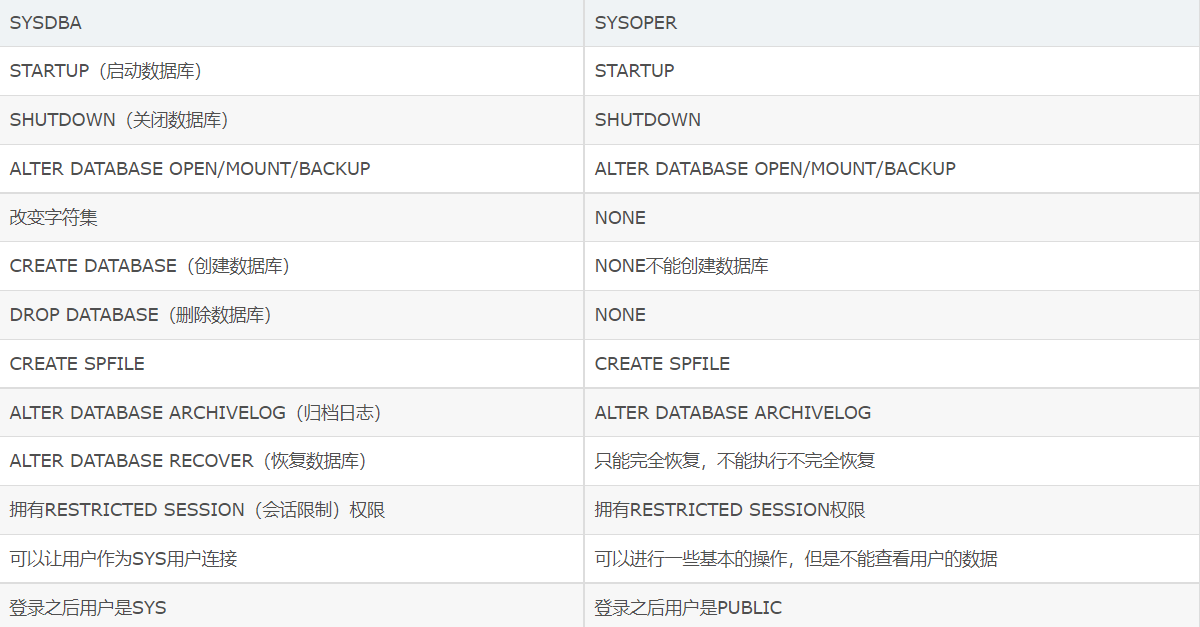 SYSDBA SYSOPER
STARTUP（启动数据库） STARTUP
SHUTDOWN（关闭数据库） SHUTDOWN
ALTER DATABASE OPEN/MOUNT/BACKUP ALTER DATABASE OPEN/MOUNT/BACKUP
改变字符集 NONE
CREATE DATABASE（创建数据库） NONE不能创建数据库
DROP DATABASE（删除数据库） NONE
CREATE SPFILE CREATE SPFILE
ALTER DATABASE ARCHIVELOG（归档日志） ALTER DATABASE ARCHIVELOG
ALTER DATABASE RECOVER（恢复数据库） 只能完全恢复，不能执行不完全恢复
拥有RESTRICTED SESSION（会话限制）权限 拥有RESTRICTED SESSION权限
可以让用户作为SYS用户连接 可以进行一些基本的操作，但是不能查看用户的数据
登录之后用户是SYS 登录之后用户是PUBLIC